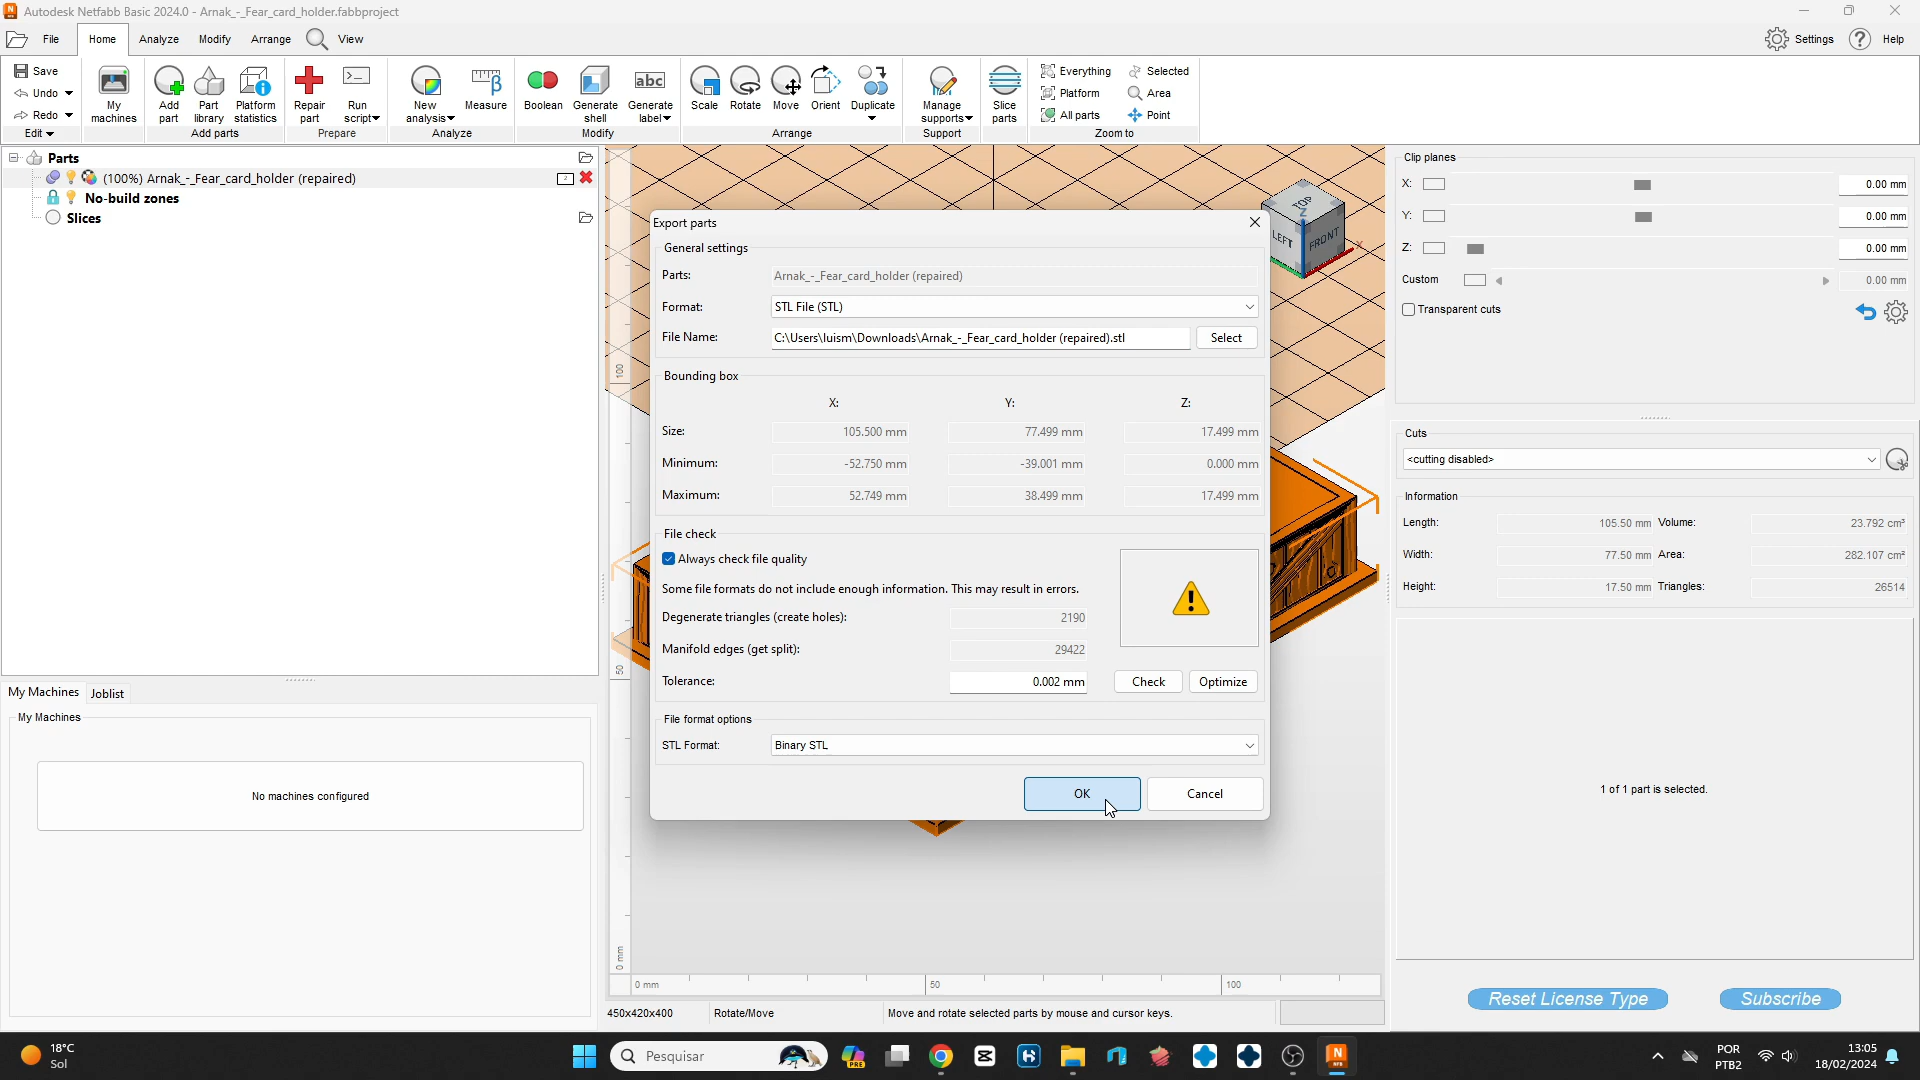 Autodesk Netfabb Basic 2024.0 - Arnak_-_Fear_card_holder.fabbproject
File Home Analyze Modify Arrange View Settings Help
Save
Undo
Redo
Edit
My machines
Add part
Part library
Platform statistics
Add parts
Repair part
Run script
Prepare
New analysis
Measure
Analyze
Boolean
Generate shell
Generate label
abc
Modify
Scale
Rotate
Move
Orient
Duplicate
Arrange
Manage supports
Support
Slice parts
Everything Selected
Platform Area
All parts Point
Zoom to
Parts
(100%) Arnak_-_Fear_card_holder (repaired)
No-build zones
Slices
My Machines Joblist
My Machines
No machines configured
TOP
Z
LEFT
FRONT
X
100
50
0 mm
0 mm 50 100
Export parts
General settings
Parts: Arnak_-_Fear_card_holder (repaired)
Format: STL File (STL)
File Name: C:\Users\luism\Downloads\Arnak_-_Fear_card_holder (repaired).stl Select
Bounding box
X: Y: Z:
Size: 105.500 mm 77.499 mm 17.499 mm
Minimum: -52.750 mm -39.001 mm 0.000 mm
Maximum: 52.749 mm 38.499 mm 17.499 mm
File check
Always check file quality
Some file formats do not include enough information. This may result in errors.
Degenerate triangles (create holes): 2190
Manifold edges (get split): 29422
Tolerance: 0.002 mm Check Optimize
File format options
STL Format: Binary STL
OK Cancel
Clip planes
X: 0.00 mm
Y: 0.00 mm
Z: 0.00 mm
Custom 0.00 mm
Transparent cuts
Cuts
<cutting disabled>
Information
Length: 105.50 mm Volume: 23.792 cm³
Width: 77.50 mm Area: 282.107 cm²
Height: 17.50 mm Triangles: 26514
1 of 1 part is selected.
Reset License Type Subscribe
450x420x400 Rotate/Move Move and rotate selected parts by mouse and cursor keys.
18°C
Sol
Pesquisar
PRE
POR
PTB2
13:05
18/02/2024